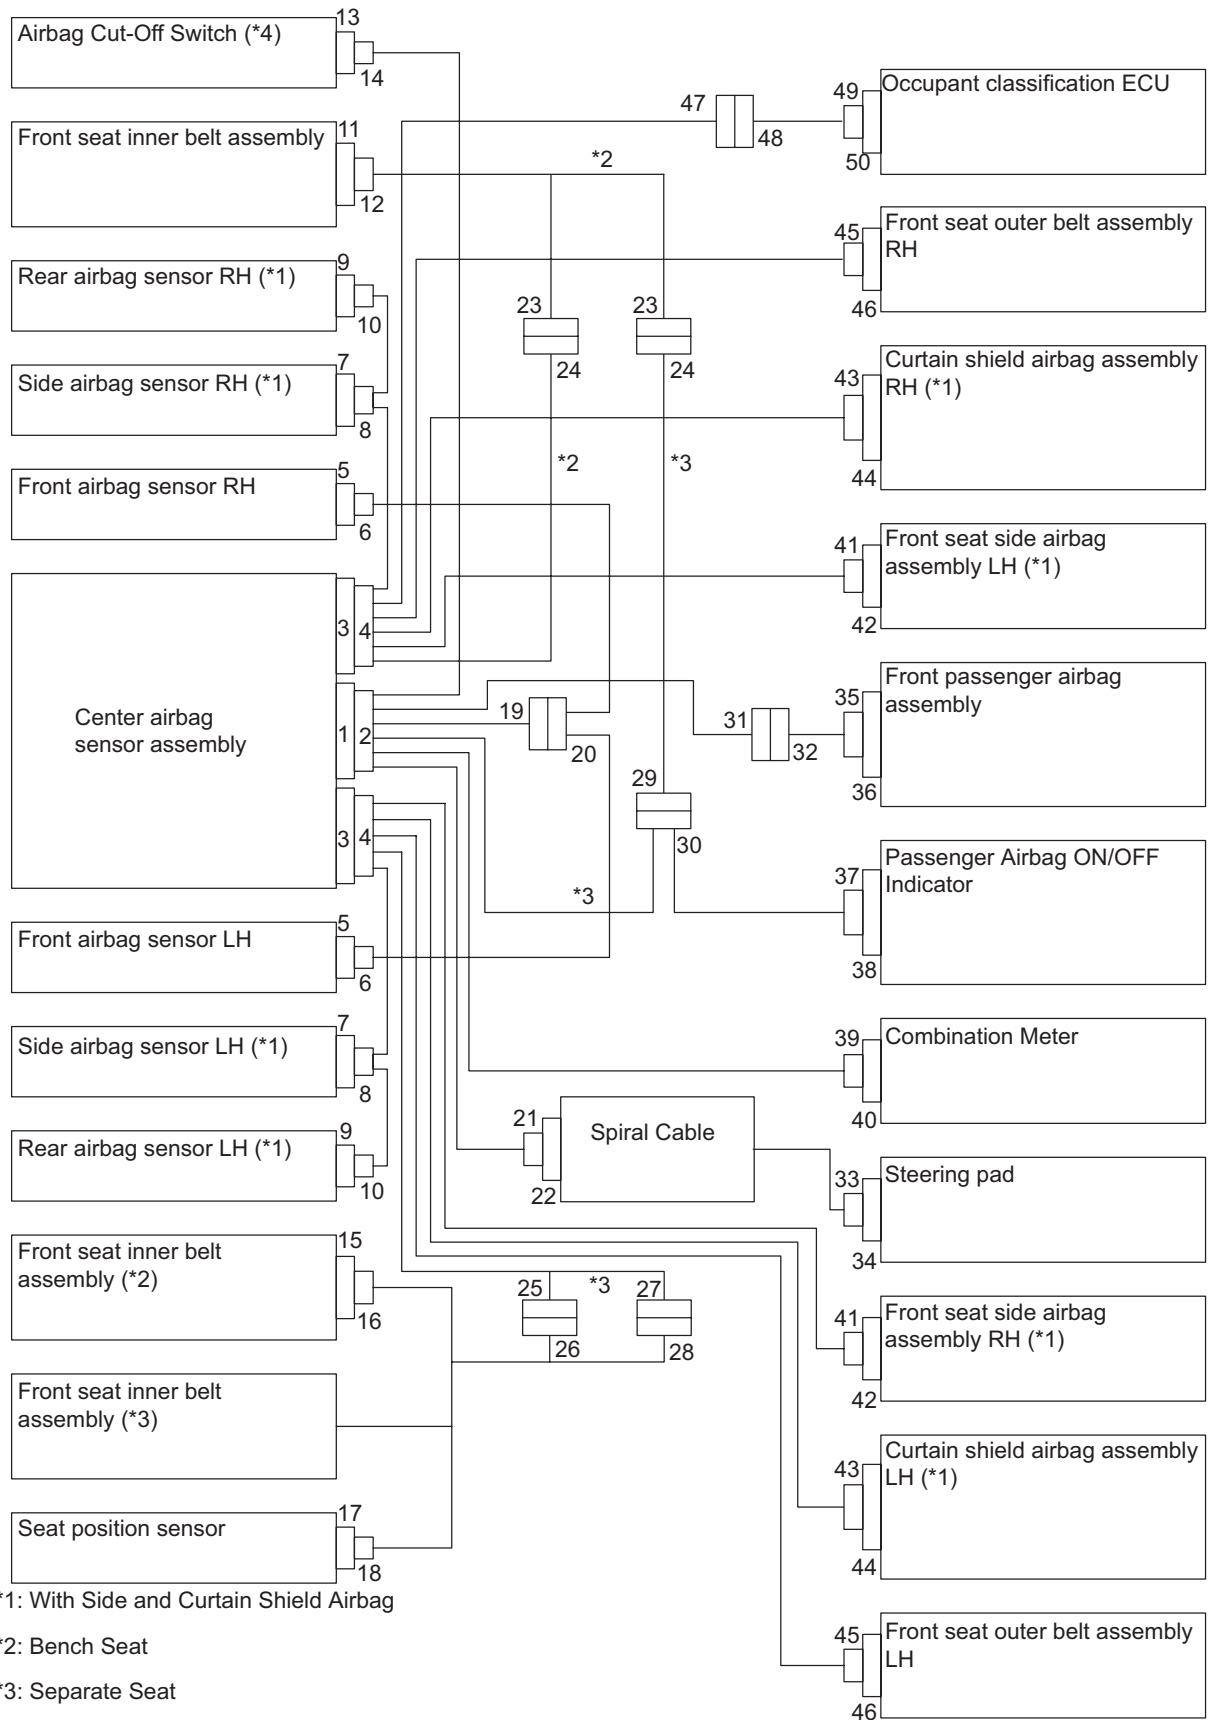 13
Airbag Cut-Off Switch (*4)
14
11
Front seat inner belt assembly
12
9
Rear airbag sensor RH (*1)
10
7
Side airbag sensor RH (*1)
8
5
Front airbag sensor RH
6
3
4
Center airbag
sensor assembly
1
2
3
4
5
Front airbag sensor LH
6
7
Side airbag sensor LH (*1)
8
9
Rear airbag sensor LH (*1)
10
15
Front seat inner belt
assembly (*2)
16
Front seat inner belt
assembly (*3)
17
Seat position sensor
18
47
48
*2
23
24
23
24
*2
*3
19
20
31
32
29
30
*3
21
Spiral Cable
22
25
*3
27
26
28
49
Occupant classification ECU
50
45
Front seat outer belt assembly
RH
46
43
Curtain shield airbag assembly
RH (*1)
44
41
Front seat side airbag
assembly LH (*1)
42
35
Front passenger airbag
assembly
36
37
Passenger Airbag ON/OFF
Indicator
38
39
Combination Meter
40
33
Steering pad
34
41
Front seat side airbag
assembly RH (*1)
42
43
Curtain shield airbag assembly
LH (*1)
44
45
Front seat outer belt assembly
LH
46
*1: With Side and Curtain Shield Airbag
*2: Bench Seat
*3: Separate Seat